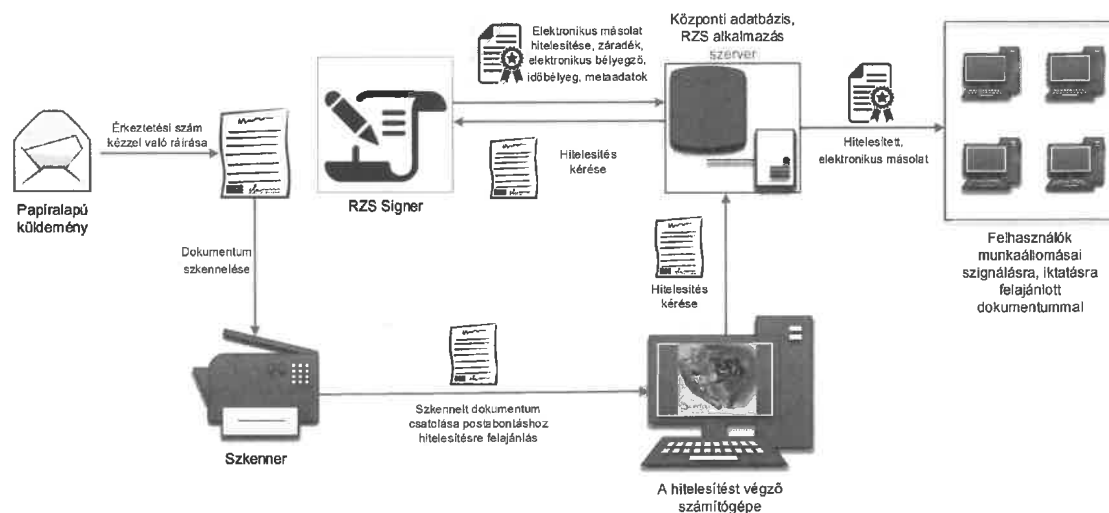 Elektronikus másolat
hitelesítése, záradék,
elektronikus bélyegző,
időbélyeg, metaadatok
Központi adatbázis,
RZS alkalmazás
szerver
Érkeztetési szám
kézzel való ráírása
Hitelesítés
kérése
Hitelesített,
elektronikus másolat
Papíralapú
küldemény
RZS Signer
Dokumentum
szkennelése
Hitelesítés
kérése
Felhasználók
munkaállomásai
szignálásra, iktatásra
felajánlott
dokumentummal
Szkennelt dokumentum
csatolása postabontáshoz
hitelesítésre felajánlás
Szkenner
A hitelesítést végző
számítógépe